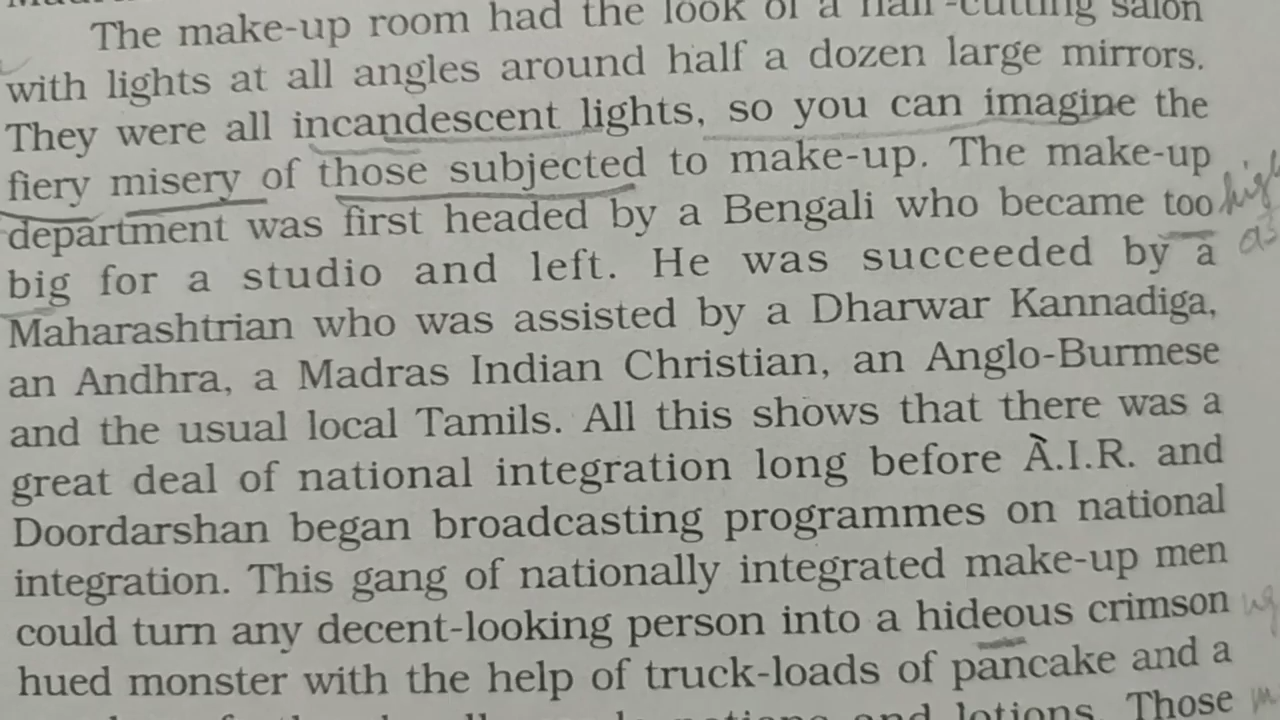 The make-up room had the look of a hair-cutting salon
with lights at all angles around half a dozen large mirrors.
They were all incandescent lights, so you can imagine the
fiery misery of those subjected to make-up. The make-up
department was first headed by a Bengali who became too
big for a studio and left. He was succeeded by a
Maharashtrian who was assisted by a Dharwar Kannadiga,
an Andhra, a Madras Indian Christian, an Anglo-Burmese
and the usual local Tamils. All this shows that there was a
great deal of national integration long before A.I.R. and
Doordarshan began broadcasting programmes on national
integration. This gang of nationally integrated make-up men
could turn any decent-looking person into a hideous crimson
hued monster with the help of truck-loads of pancake and a
and lotions. Those